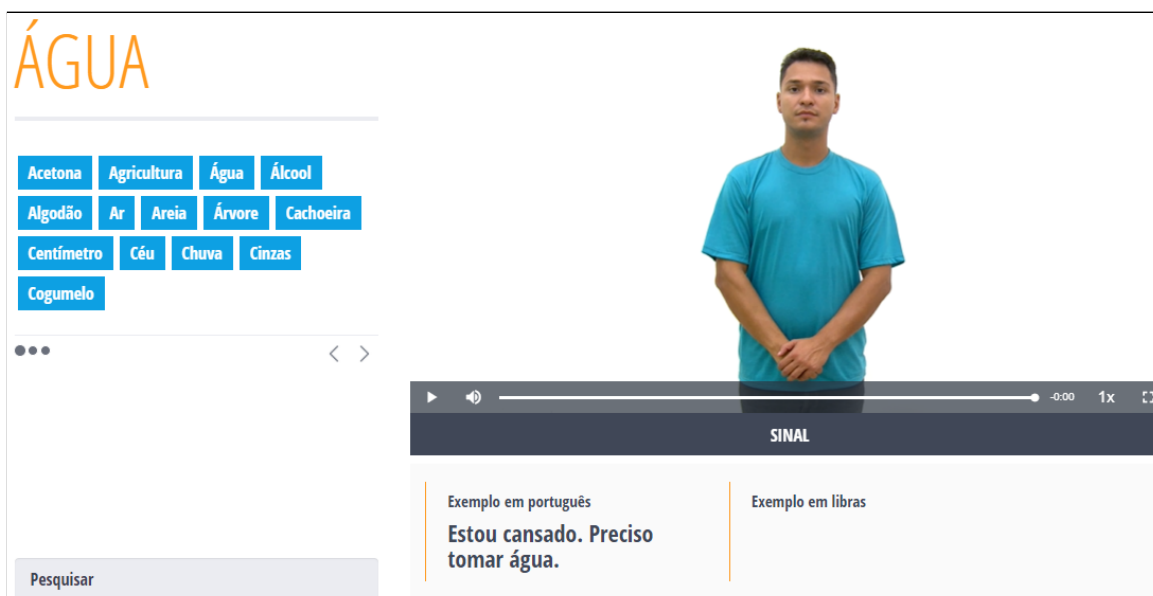 ÁGUA
Acetona Agricultura Água Álcool
Algodão Ar Areia Árvore Cachoeira
Centímetro Céu Chuva Cinzas
Cogumelo
-0:00 1x
SINAL
Exemplo em português
Estou cansado. Preciso
tomar água.
Exemplo em libras
Pesquisar